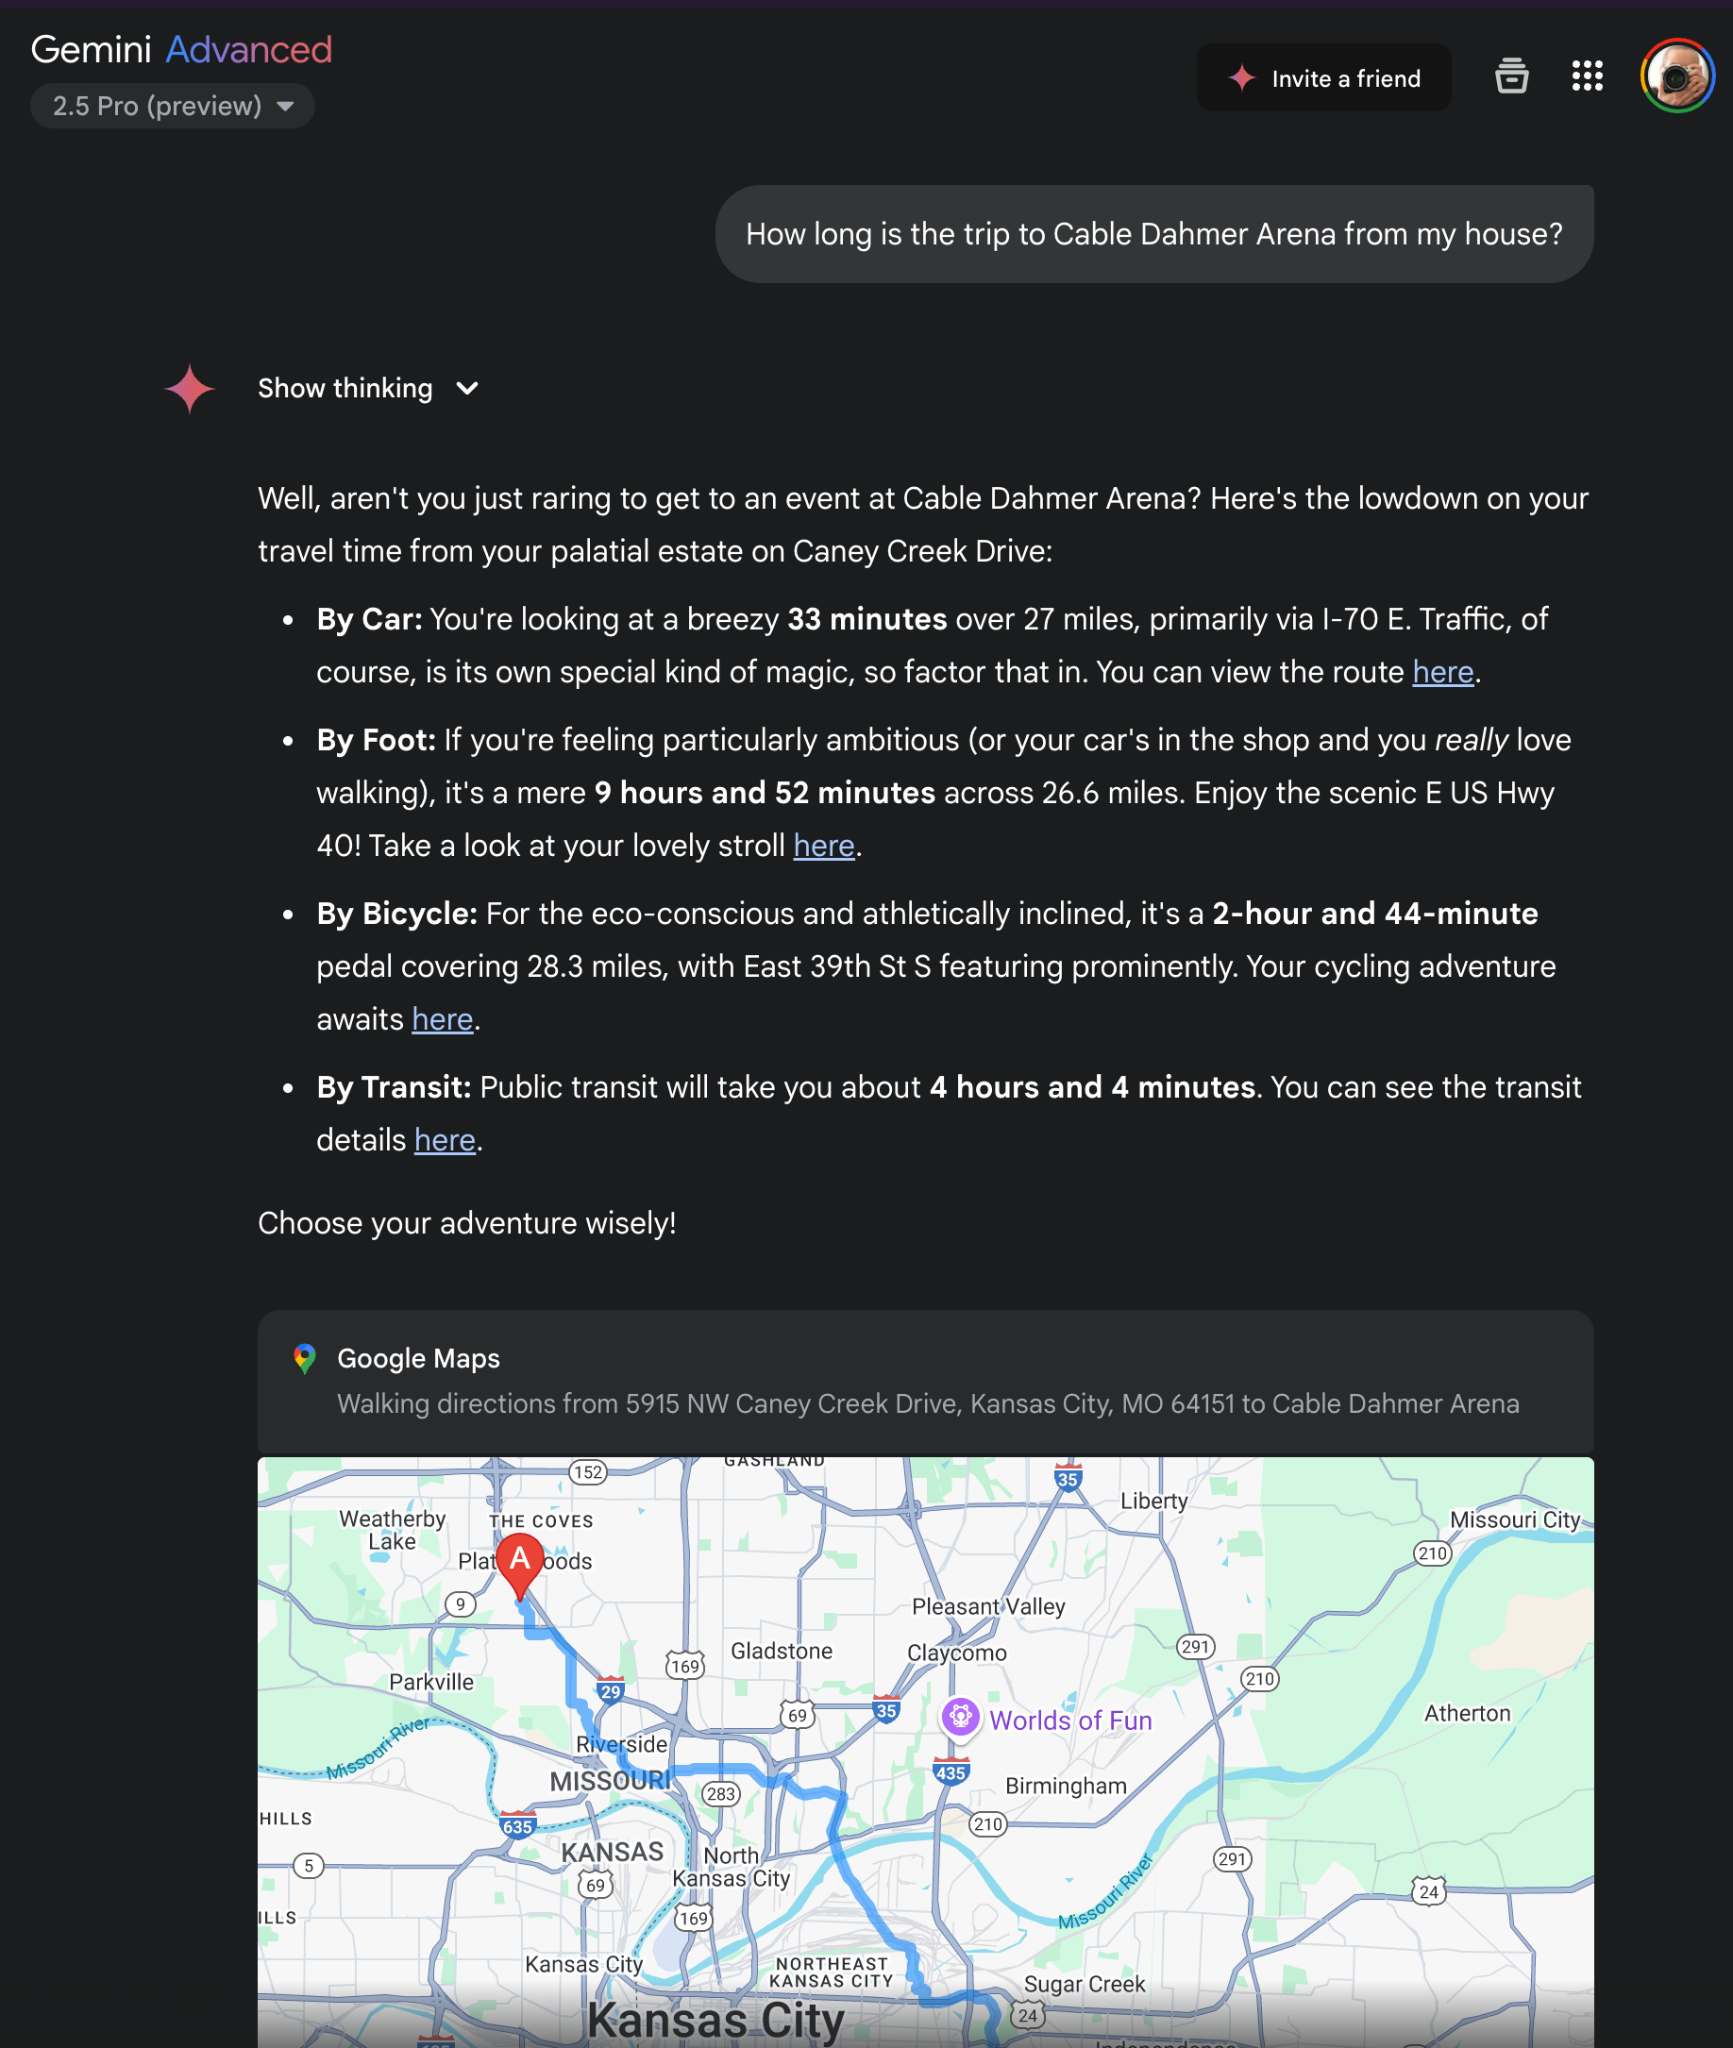 Gemini Advanced
2.5 Pro (preview)
Invite a friend
How long is the trip to Cable Dahmer Arena from my house?
Show thinking
Well, aren't you just raring to get to an event at Cable Dahmer Arena? Here's the lowdown on your
travel time from your palatial estate on Caney Creek Drive:
• By Car: You're looking at a breezy 33 minutes over 27 miles, primarily via I-70 E. Traffic, of
course, is its own special kind of magic, so factor that in. You can view the route here.
• By Foot: If you're feeling particularly ambitious (or your car's in the shop and you really love
walking), it's a mere 9 hours and 52 minutes across 26.6 miles. Enjoy the scenic E US Hwy
40! Take a look at your lovely stroll here.
• By Bicycle: For the eco-conscious and athletically inclined, it's a 2-hour and 44-minute
pedal covering 28.3 miles, with East 39th St S featuring prominently. Your cycling adventure
awaits here.
• By Transit: Public transit will take you about 4 hours and 4 minutes. You can see the transit
details here.
Choose your adventure wisely!
Google Maps
Walking directions from 5915 NW Caney Creek Drive, Kansas City, MO 64151 to Cable Dahmer Arena
GASHLAND
152
35
Liberty
Weatherby
Lake
THE COVES
Missouri City
A
210
9
Pleasant Valley
Gladstone
Claycomo
291
169
210
Parkville
29
69
35
Worlds of Fun
Atherton
Missouri River
Riverside
MISSOURI
435
Birmingham
283
HILLS
635
210
KANSAS
North
Kansas City
5
69
291
24
Missouri River
ILLS
169
Kansas City
NORTHEAST
KANSAS CITY
Sugar Creek
Kansas City
24